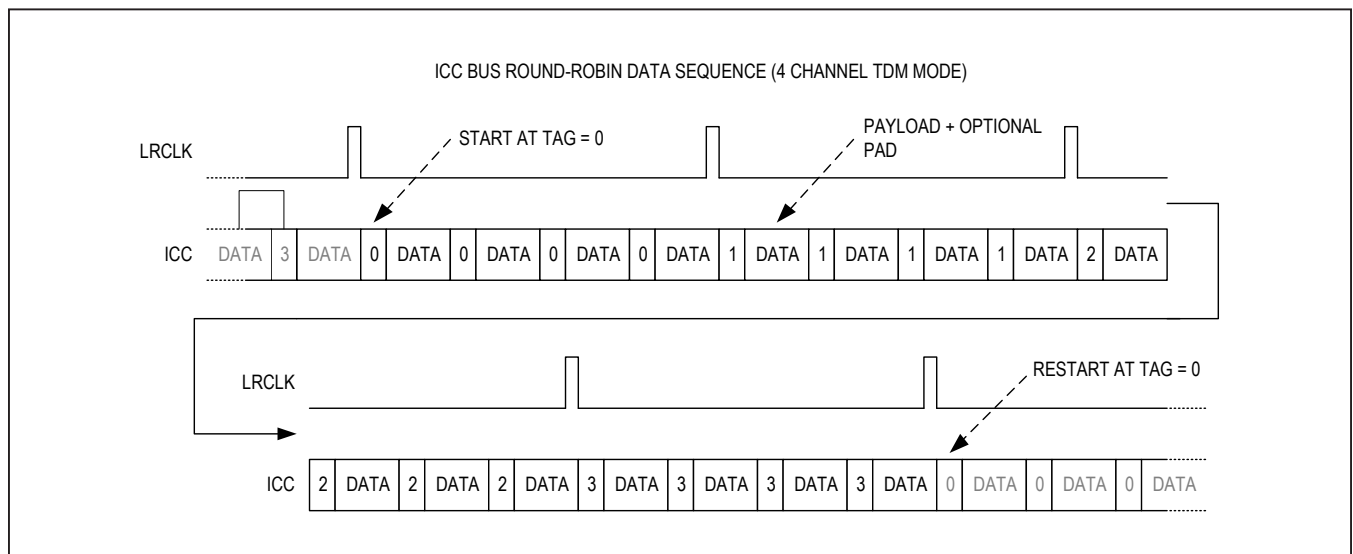 ICC BUS ROUND-ROBIN DATA SEQUENCE (4 CHANNEL TDM MODE)
START AT TAG = 0
PAYLOAD + OPTIONAL
PAD
LRCLK
ICC DATA 3 DATA 0 DATA 0 DATA 0 DATA 0 DATA 1 DATA 1 DATA 1 DATA 1 DATA 2 DATA
RESTART AT TAG = 0
LRCLK
ICC 2 DATA 2 DATA 2 DATA 3 DATA 3 DATA 3 DATA 3 DATA 0 DATA 0 DATA 0 DATA